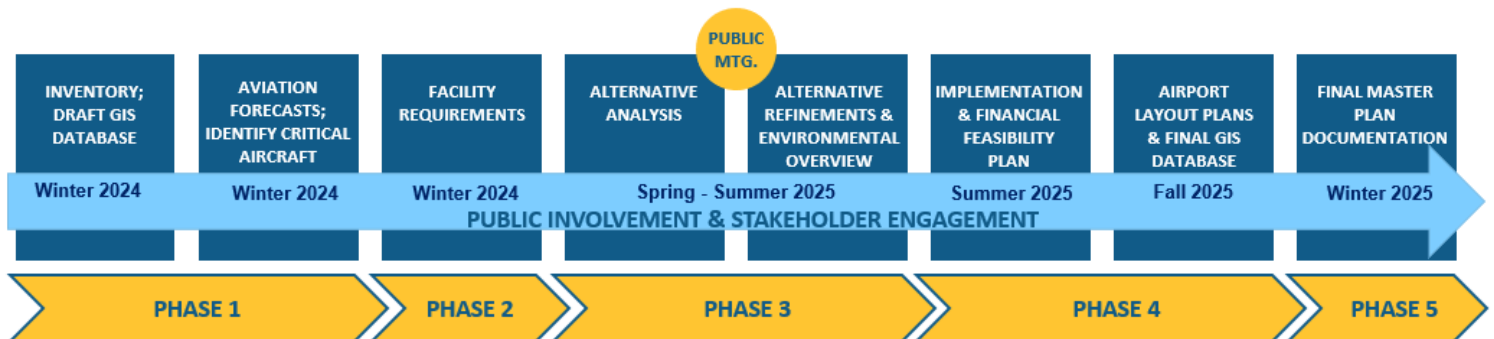 PUBLIC
MTG.
INVENTORY;
DRAFT GIS
DATABASE
AVIATION
FORECASTS;
IDENTIFY CRITICAL
AIRCRAFT
FACILITY
REQUIREMENTS
ALTERNATIVE
ANALYSIS
ALTERNATIVE
REFINEMENTS &
ENVIRONMENTAL
OVERVIEW
IMPLEMENTATION
& FINANCIAL
FEASIBILITY
PLAN
AIRPORT
LAYOUT PLANS
& FINAL GIS
DATABASE
FINAL MASTER
PLAN
DOCUMENTATION
Winter 2024
Winter 2024
Winter 2024
Spring - Summer 2025
Summer 2025
Fall 2025
Winter 2025
PUBLIC INVOLVEMENT & STAKEHOLDER ENGAGEMENT
PHASE 1
PHASE 2
PHASE 3
PHASE 4
PHASE 5